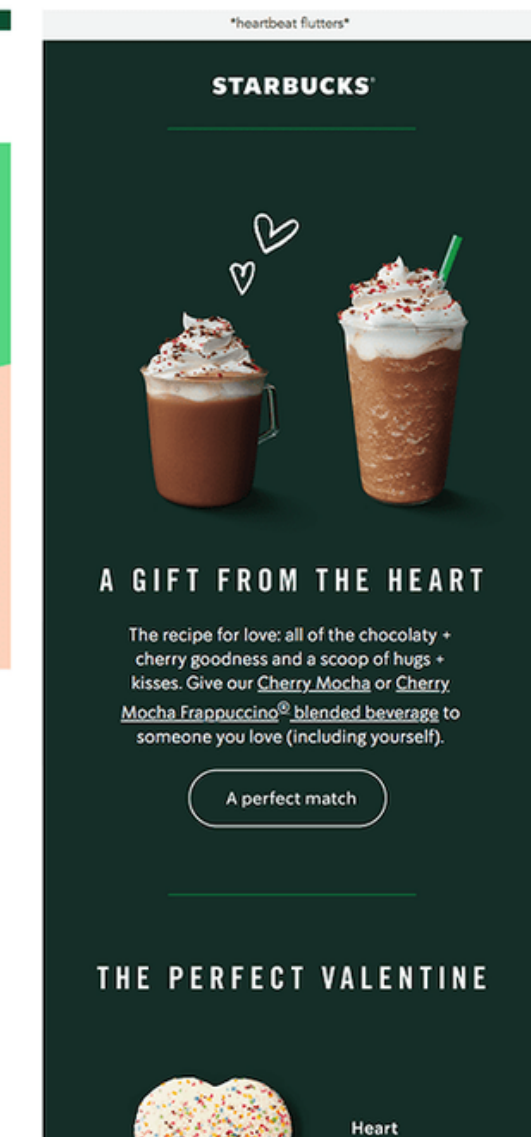 *heartbeat flutters*
STARBUCKS®
A GIFT FROM THE HEART
The recipe for love: all of the chocolaty +
cherry goodness and a scoop of hugs +
kisses. Give our Cherry Mocha or Cherry
Mocha Frappuccino® blended beverage to
someone you love (including yourself).
A perfect match
THE PERFECT VALENTINE
Heart